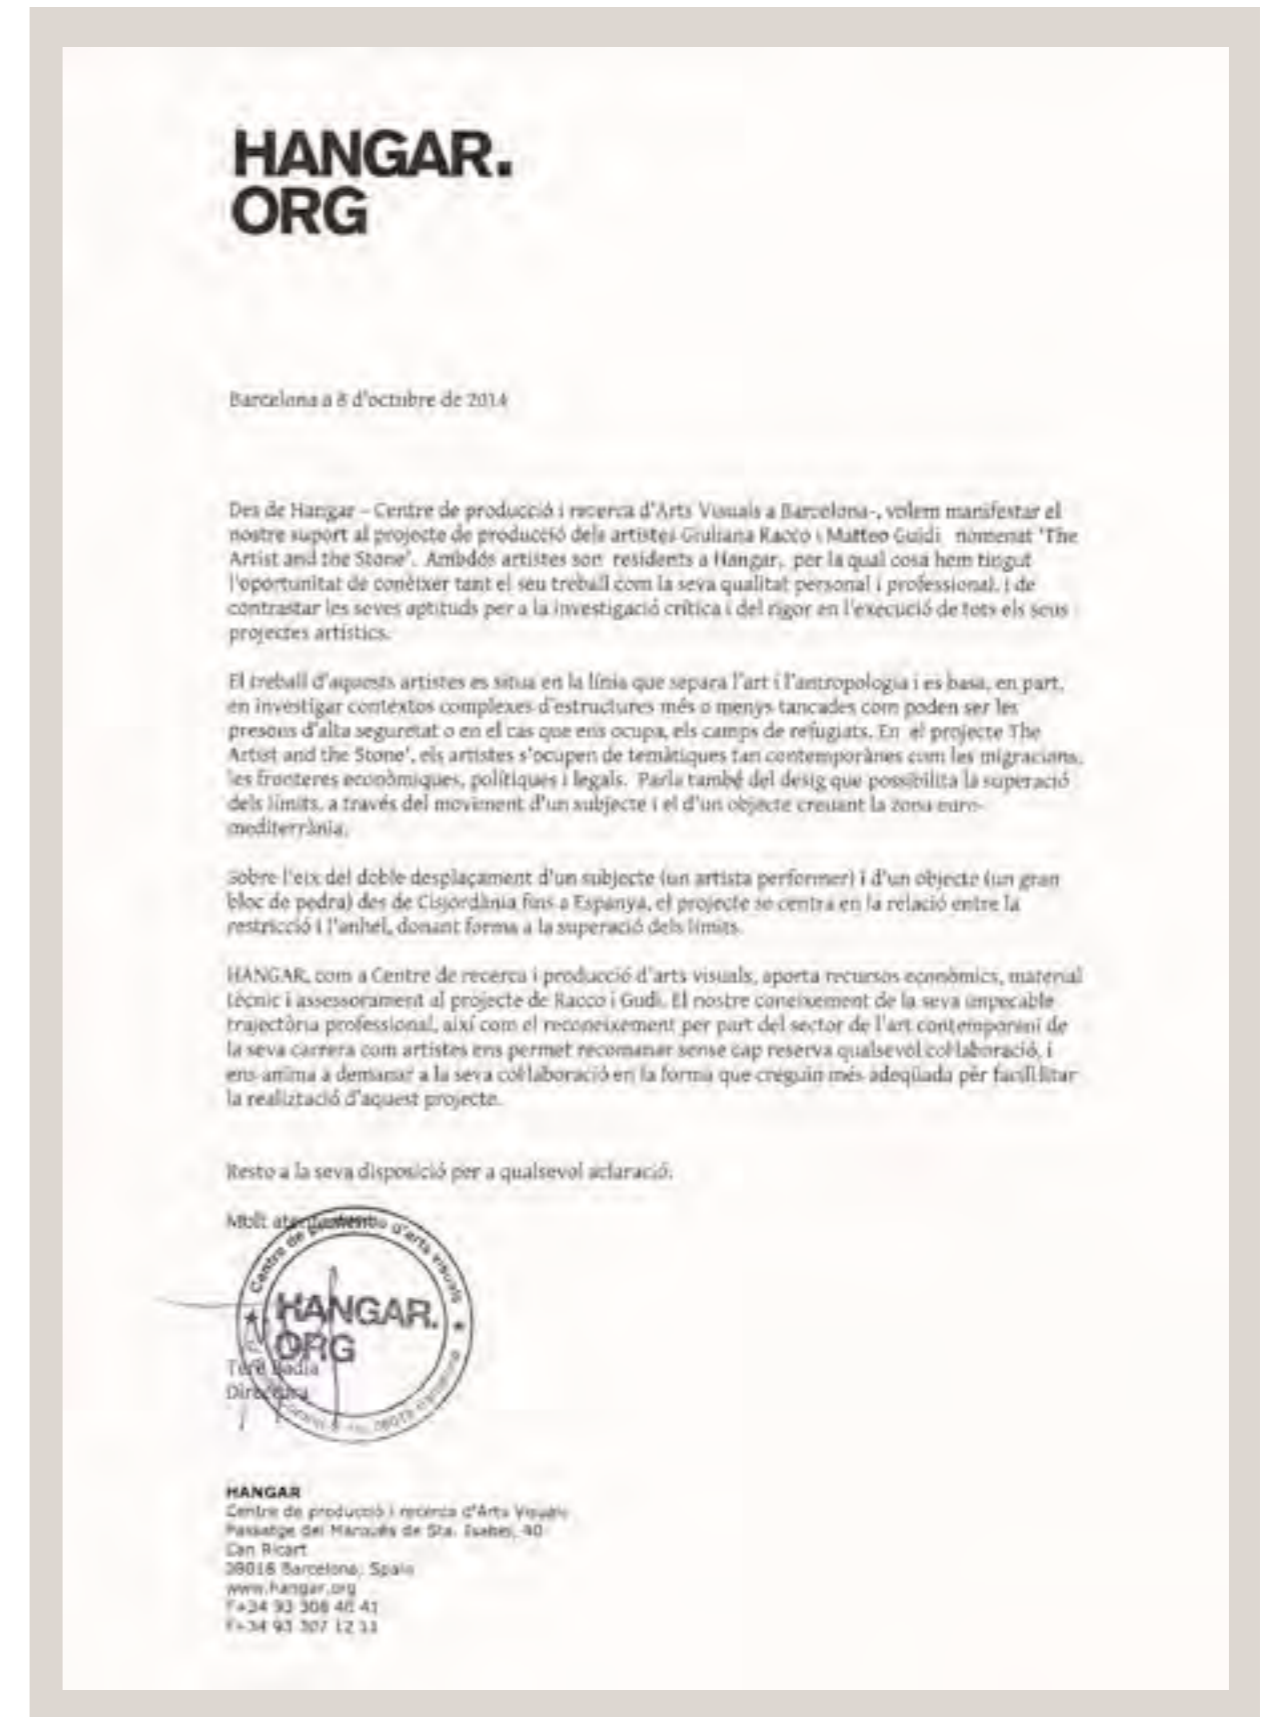 HANGAR.
ORG
Barcelona a 8 d'octubre de 2014
Des de Hangar – Centre de producció i recerca d'Arts Visuals a Barcelona-, volem manifestar el
nostre suport al projecte de producció dels artistes Giuliana Racco i Matteo Guidi nomenat 'The
Artist and the Stone'. Ambdós artistes son residents a Hangar, per la qual cosa hem tingut
l'oportunitat de conèixer tant el seu treball com la seva qualitat personal i professional, i de
contrastar les seves aptituds per a la investigació crítica i del rigor en l'execució de tots els seus
projectes artístics.
El treball d'aquests artistes es situa en la línia que separa l'art i l'antropologia i es basa, en part,
en investigar contextos complexes d'estructures més o menys tancades com poden ser les
presons d'alta seguretat o en el cas que ens ocupa, els camps de refugiats. En el projecte The
Artist and the Stone', els artistes s'ocupen de temàtiques tan contemporànes com les migracions,
les fronteres econòmiques, polítiques i legals. Parla també del desig que possibilita la superació
dels límits, a través del moviment d'un subjecte i el d'un objecte creuant la zona euro-
mediterrània.
Sobre l'eix del doble desplaçament d'un subjecte (un artista performer) i d'un objecte (un gran
bloc de pedra) des de Cisjordània fins a Espanya, el projecte se centra en la relació entre la
restricció i l'anhel, donant forma a la superació dels límits.
HANGAR, com a Centre de recerca i producció d'arts visuals, aporta recursos econòmics, material
tècnic i assessorament al projecte de Racco i Gudi. El nostre coneixement de la seva impecable
trajectòria professional, així com el reconeixement per part del sector de l'art contemporani de
la seva carrera com artistes ens permet recomanar sense cap reserva qualsevol col·laboració, i
ens anima a demanar a la seva col·laboració en la forma que creguin més adeqüada per facililitar
la realiztació d'aquest projecte.
Resto a la seva disposició per a qualsevol aclaració.
Molt atentament
Centre de d'arts visuals
HANGAR.
ORG
Tere Badia
Directora
HANGAR
Centre de producció i recerca d'Arts Visuals
Passatge del Marquès de Sta. Isabel, 40
Can Ricart
08018 Barcelona, Spain
www.hangar.org
T+34 93 308 40 41
F+34 93 307 12 11